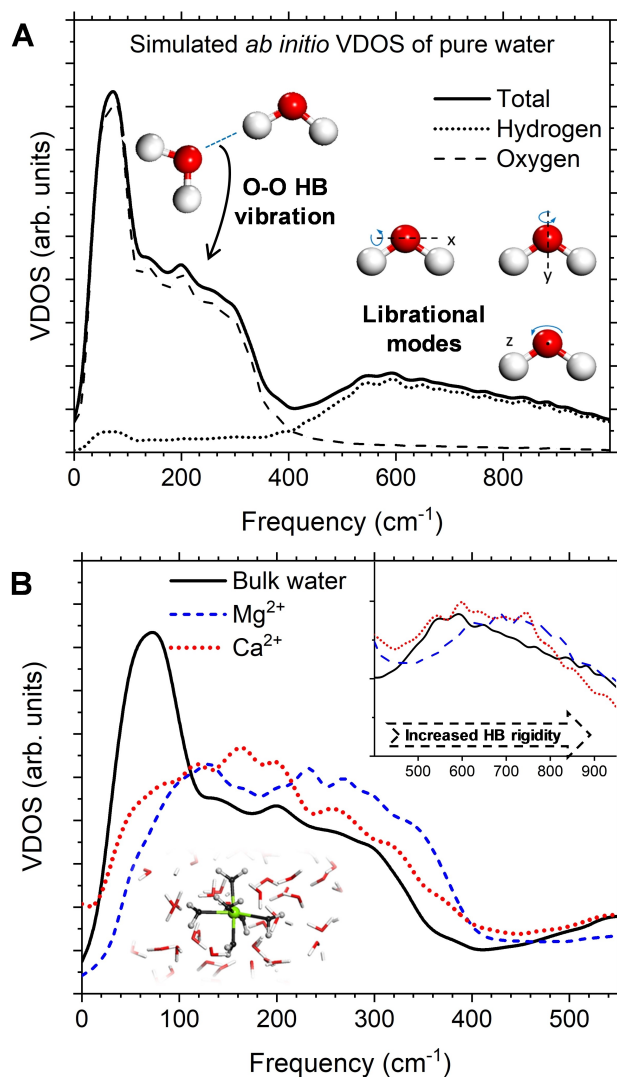 A
Simulated ab initio VDOS of pure water
Total
Hydrogen
Oxygen
O-O HB
vibration
x
y
Librational
modes
z
VDOS (arb. units)
0 200 400 600 800
Frequency (cm-1)
B
Bulk water
Mg2+
Ca2+
Increased HB rigidity
500 600 700 800 900
VDOS (arb. units)
0 100 200 300 400 500
Frequency (cm-1)